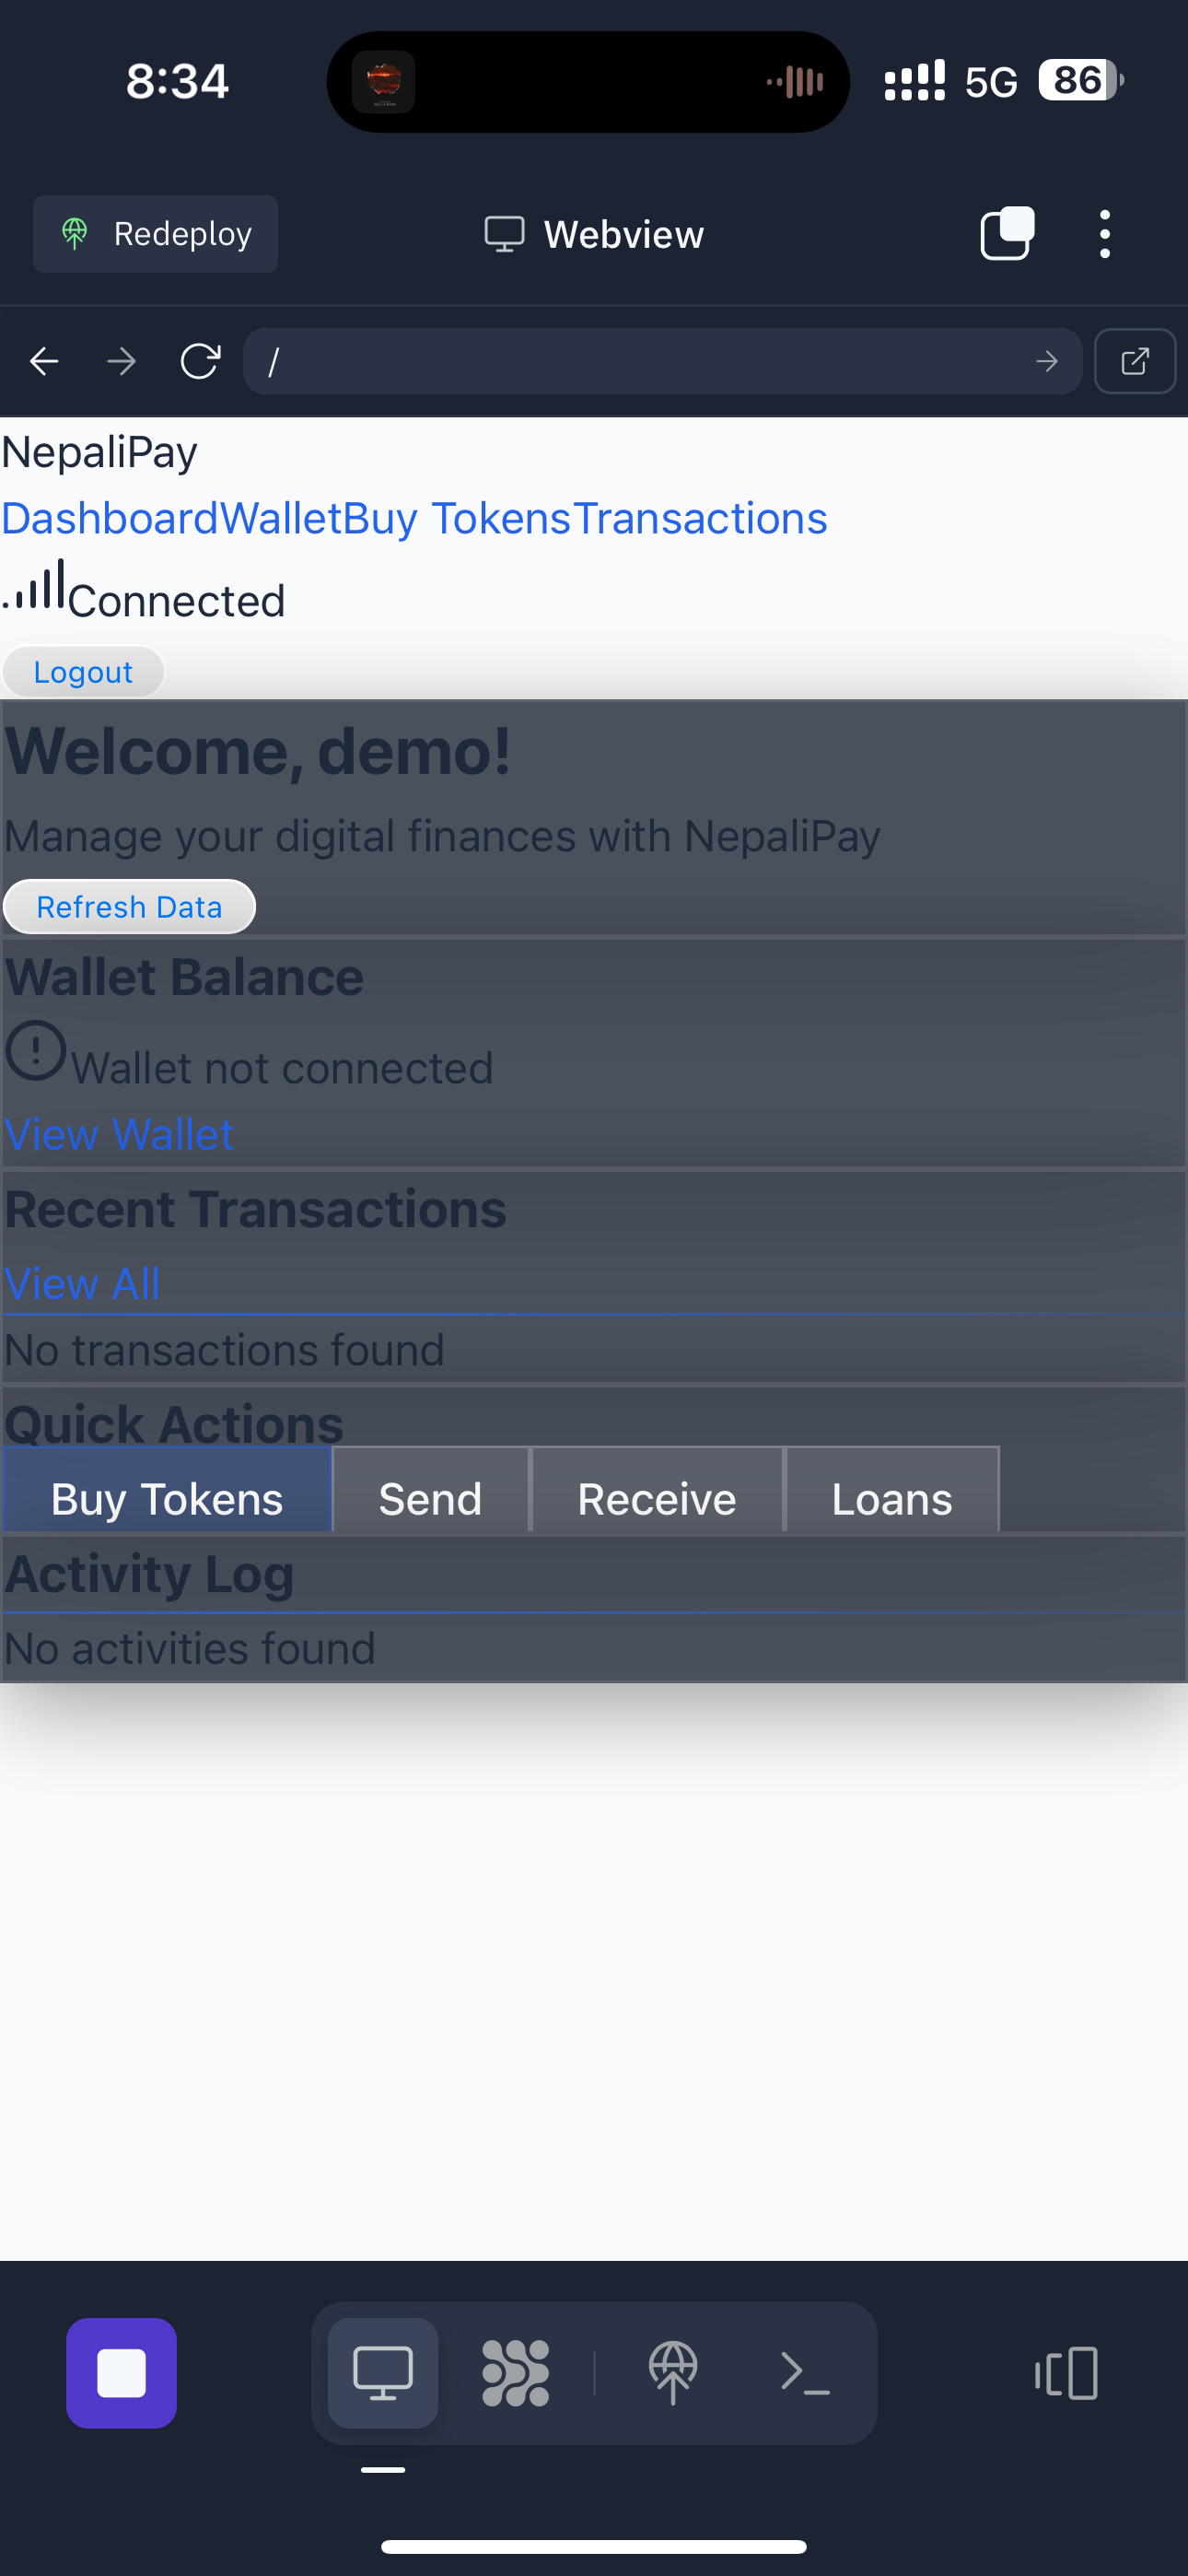 8:34
5G
86
Redeploy
Webview
/
NepaliPay
DashboardWalletBuy TokensTransactions
Connected
Logout
Welcome, demo!
Manage your digital finances with NepaliPay
Refresh Data
Wallet Balance
Wallet not connected
View Wallet
Recent Transactions
View All
No transactions found
Quick Actions
Buy Tokens Send Receive Loans
Activity Log
No activities found